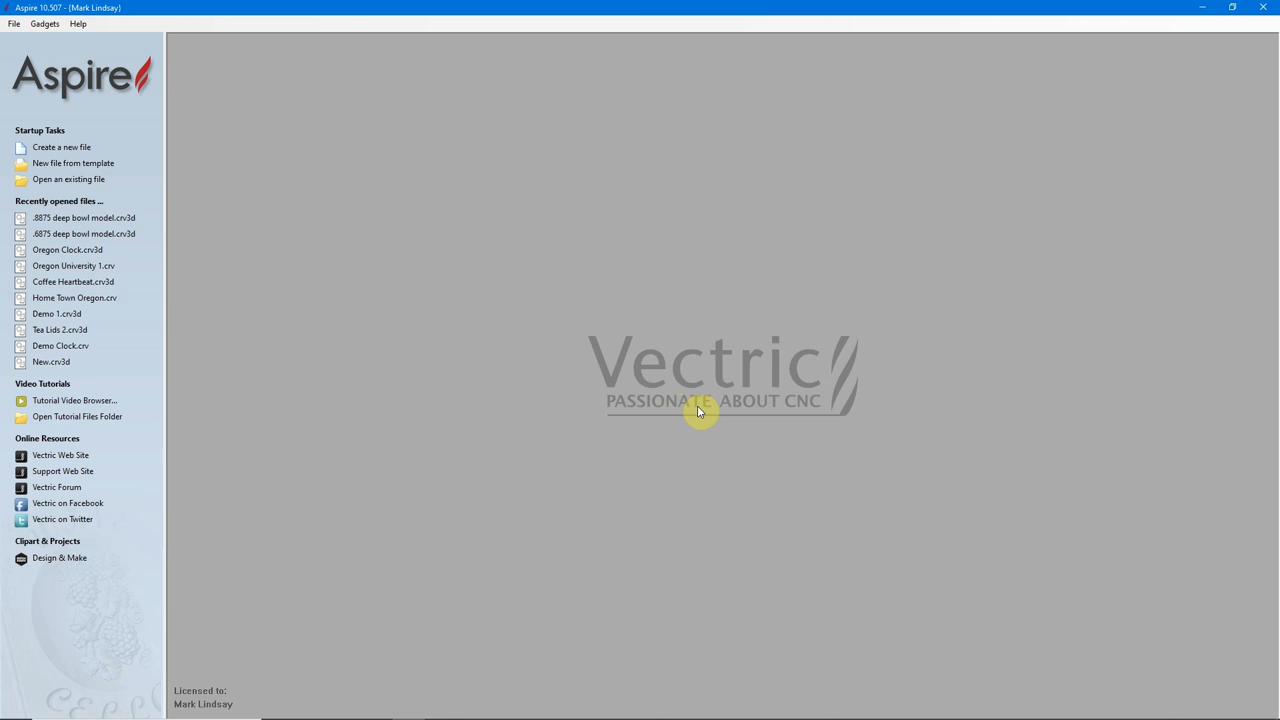 Aspire 10.507 - {Mark Lindsay}
File Gadgets Help
Aspire
Startup Tasks
Create a new file
New file from template
Open an existing file
Recently opened files ...
.8875 deep bowl model.crv3d
.6875 deep bowl model.crv3d
Oregon Clock.crv3d
Oregon University 1.crv
Coffee Heartbeat.crv3d
Home Town Oregon.crv
Demo 1.crv3d
Tea Lids 2.crv3d
Demo Clock.crv
New.crv3d
Video Tutorials
Tutorial Video Browser...
Open Tutorial Files Folder
Online Resources
Vectric Web Site
Support Web Site
Vectric Forum
Vectric on Facebook
Vectric on Twitter
Clipart & Projects
Design & Make
Vectric
PASSIONATE ABOUT CNC
Licensed to:
Mark Lindsay